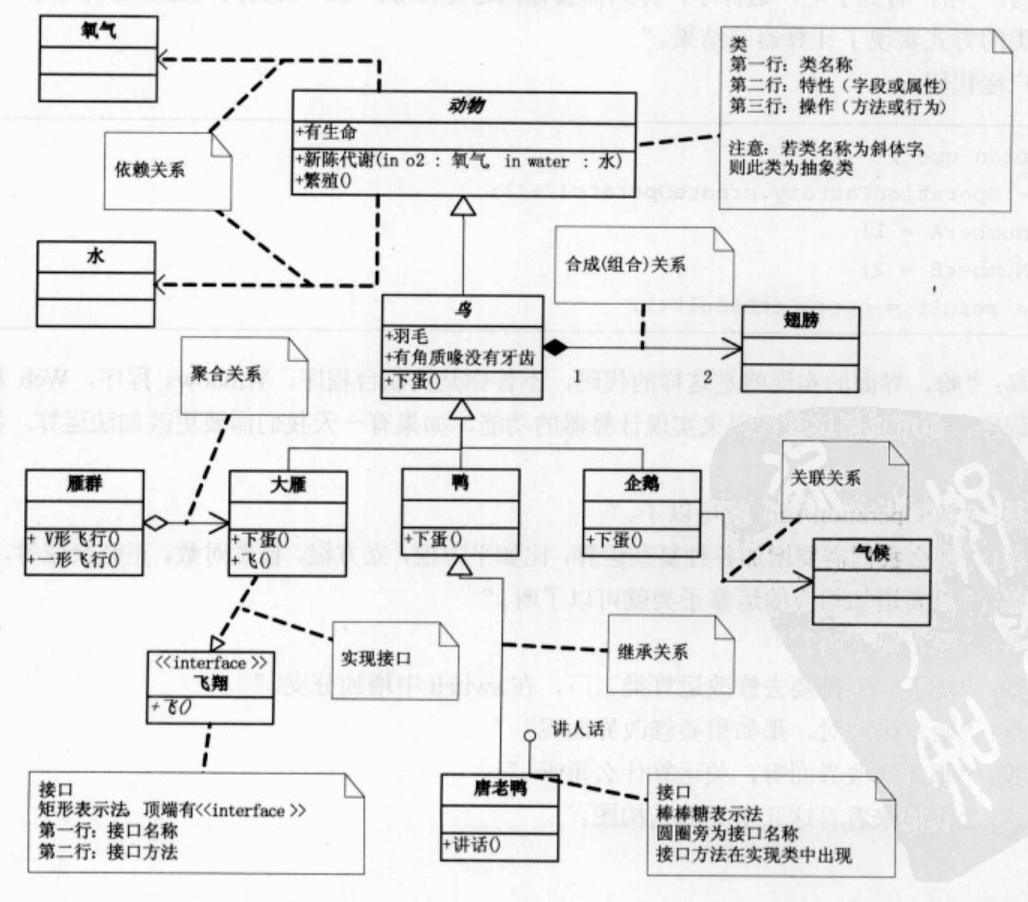 氧气
动物
+有生命
+新陈代谢(in o2 : 氧气, in water : 水)
+繁殖()
类
第一行：类名称
第二行：特性（字段或属性）
第三行：操作（方法或行为）
注意：若类名称为斜体字，
则此类为抽象类
依赖关系
水
合成(组合)关系
鸟
+羽毛
+有角质喙没有牙齿
+下蛋()
1
2
翅膀
聚合关系
雁群
+ V形飞行()
+一形飞行()
大雁
+下蛋()
+飞()
鸭
+下蛋()
企鹅
+下蛋()
关联关系
气候
实现接口
继承关系
<<interface>>
飞翔
+飞()
讲人话
接口
矩形表示法，顶端有<<interface>>
第一行：接口名称
第二行：接口方法
唐老鸭
+讲话()
接口
棒棒糖表示法
圆圈旁为接口名称
接口方法在实现类中出现